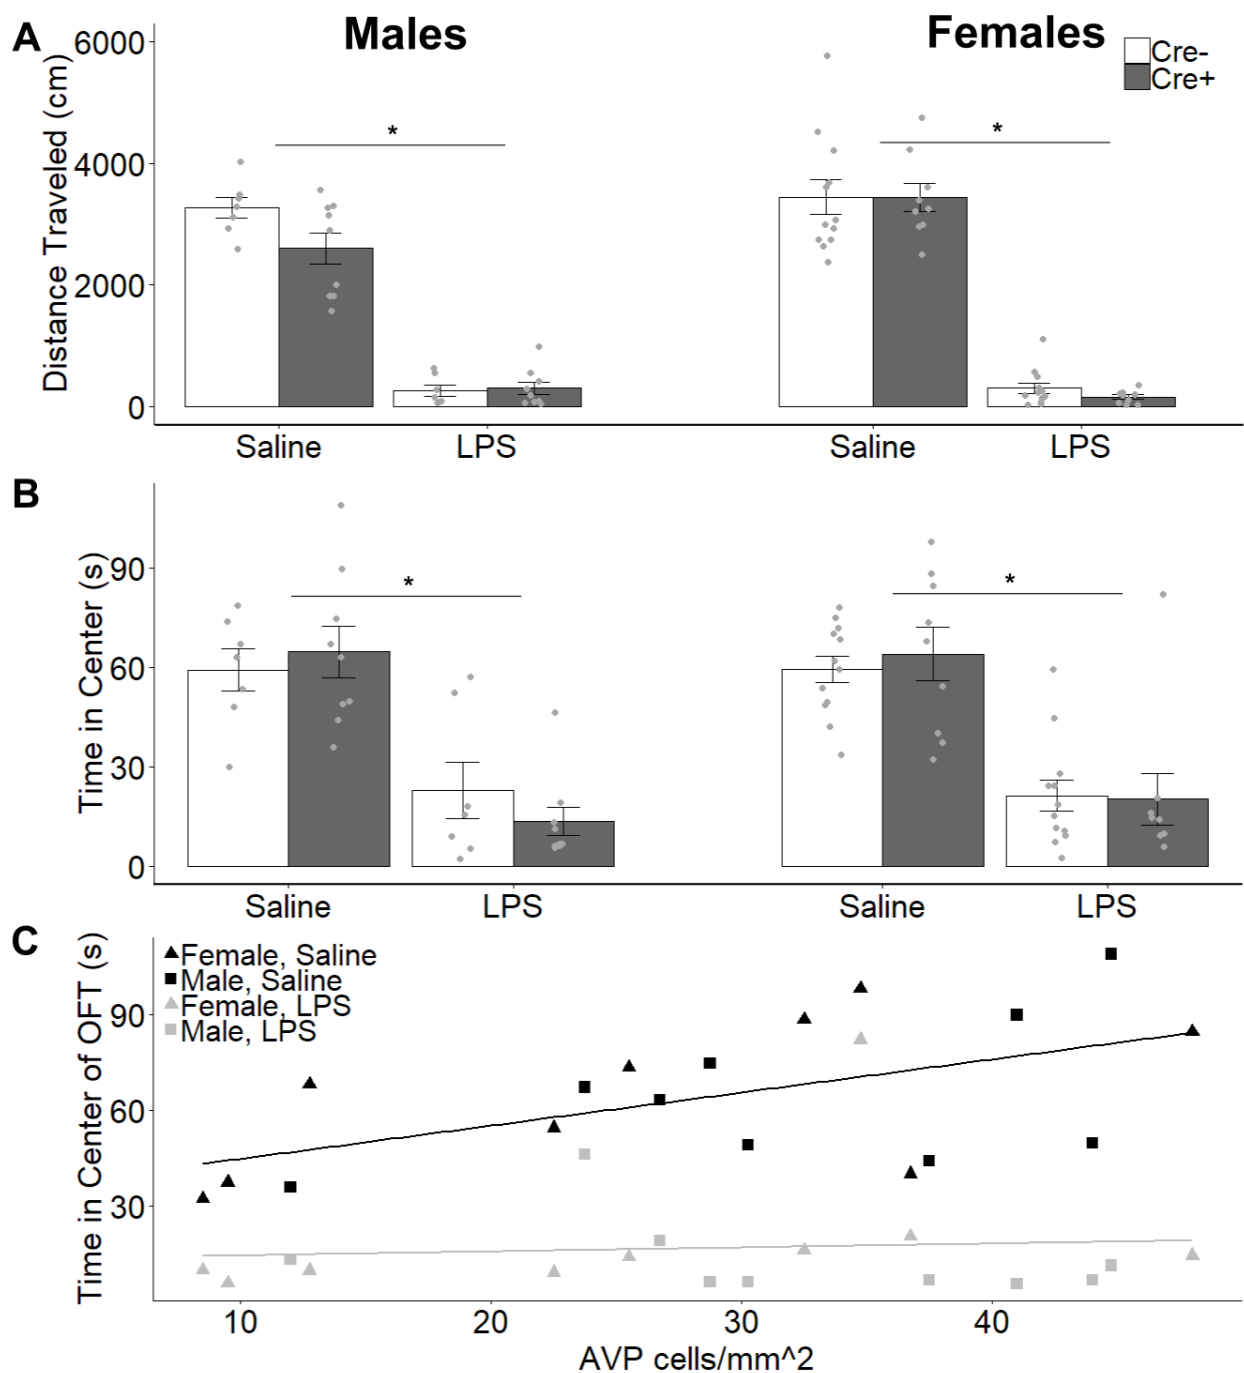 A
Males
Females
Cre-
Cre+
Distance Traveled (cm)
6000
4000
2000
0
*
*
Saline
LPS
Saline
LPS
B
Time in Center (s)
90
60
30
0
*
*
Saline
LPS
Saline
LPS
C
Time in Center of OFT (s)
Female, Saline
Male, Saline
Female, LPS
Male, LPS
90
60
30
10
20
30
40
AVP cells/mm^2